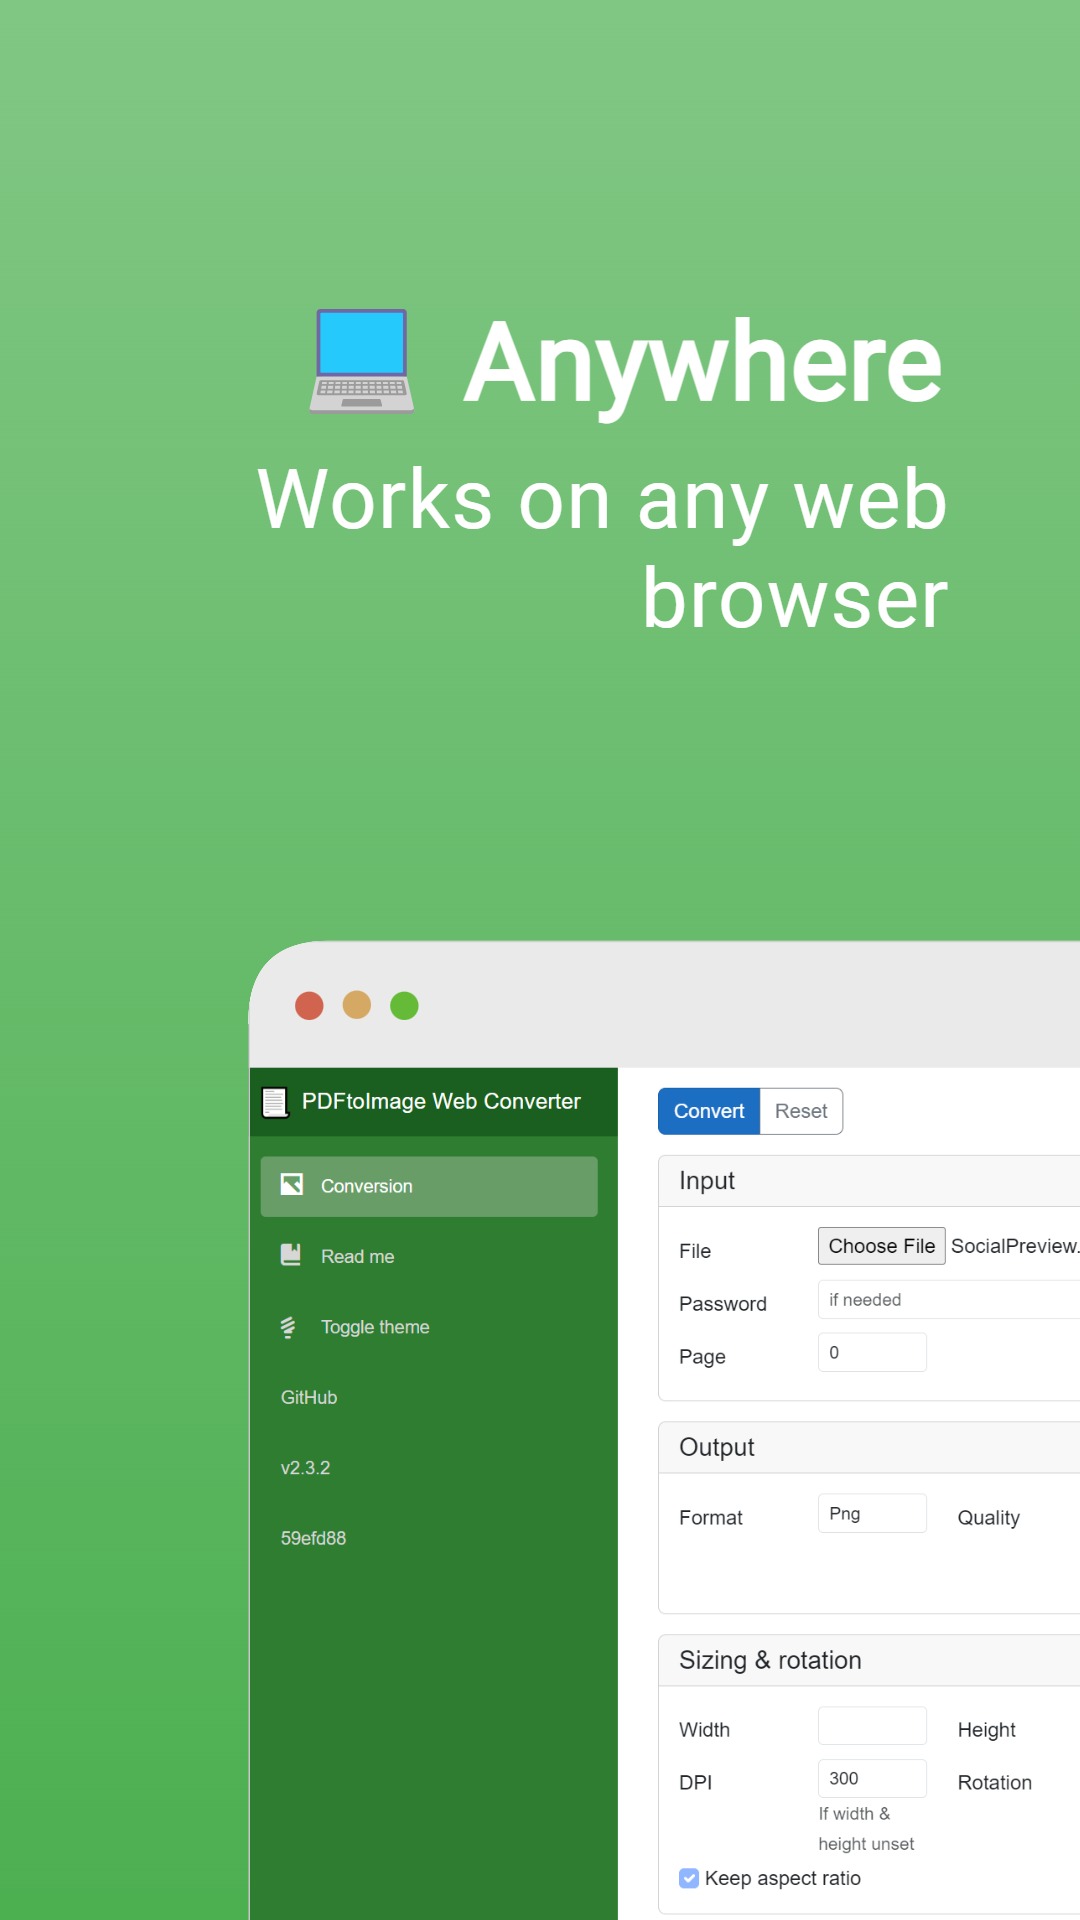 Anywhere
Works on any web
browser
PDFtoImage Web Converter
Conversion
Read me
Toggle theme
GitHub
v2.3.2
59efd88
Convert Reset
Input
File Choose File SocialPreview.
Password if needed
Page 0
Output
Format Png Quality
Sizing & rotation
Width Height
DPI 300 Rotation
If width &
height unset
Keep aspect ratio